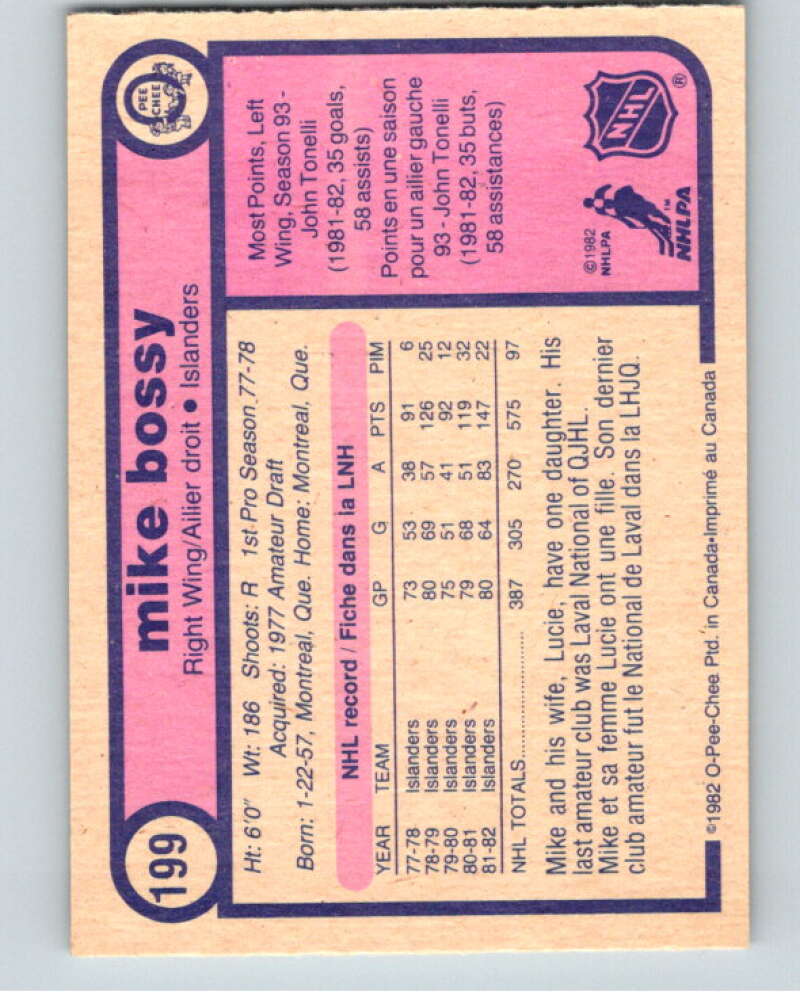 199
mike bossy
Right Wing/Ailier droit • Islanders
O
PEE
CHEE
Ht: 6'0" Wt: 186 Shoots: R 1st Pro Season 77-78
Acquired: 1977 Amateur Draft
Born: 1-22-57, Montreal, Que. Home: Montreal, Que.
NHL record / Fiche dans la LNH
YEAR TEAM GP G A PTS PIM
77-78 Islanders 73 53 38 91 6
78-79 Islanders 80 69 57 126 25
79-80 Islanders 75 51 41 92 12
80-81 Islanders 79 68 51 119 32
81-82 Islanders 80 64 83 147 22
NHL TOTALS.................... 387 305 270 575 97
Mike and his wife, Lucie, have one daughter. His
last amateur club was Laval National of QJHL.
Mike et sa femme Lucie ont une fille. Son dernier
club amateur fut le National de Laval dans la LHJQ.
Most Points, Left
Wing, Season 93 -
John Tonelli
(1981-82, 35 goals,
58 assists)
Points en une saison
pour un ailier gauche
93 - John Tonelli
(1981-82, 35 buts,
58 assistances)
©1982
NHLPA
NHLPA™
NHL®
©1982 O-Pee-Chee Ptd. in Canada•Imprimé au Canada